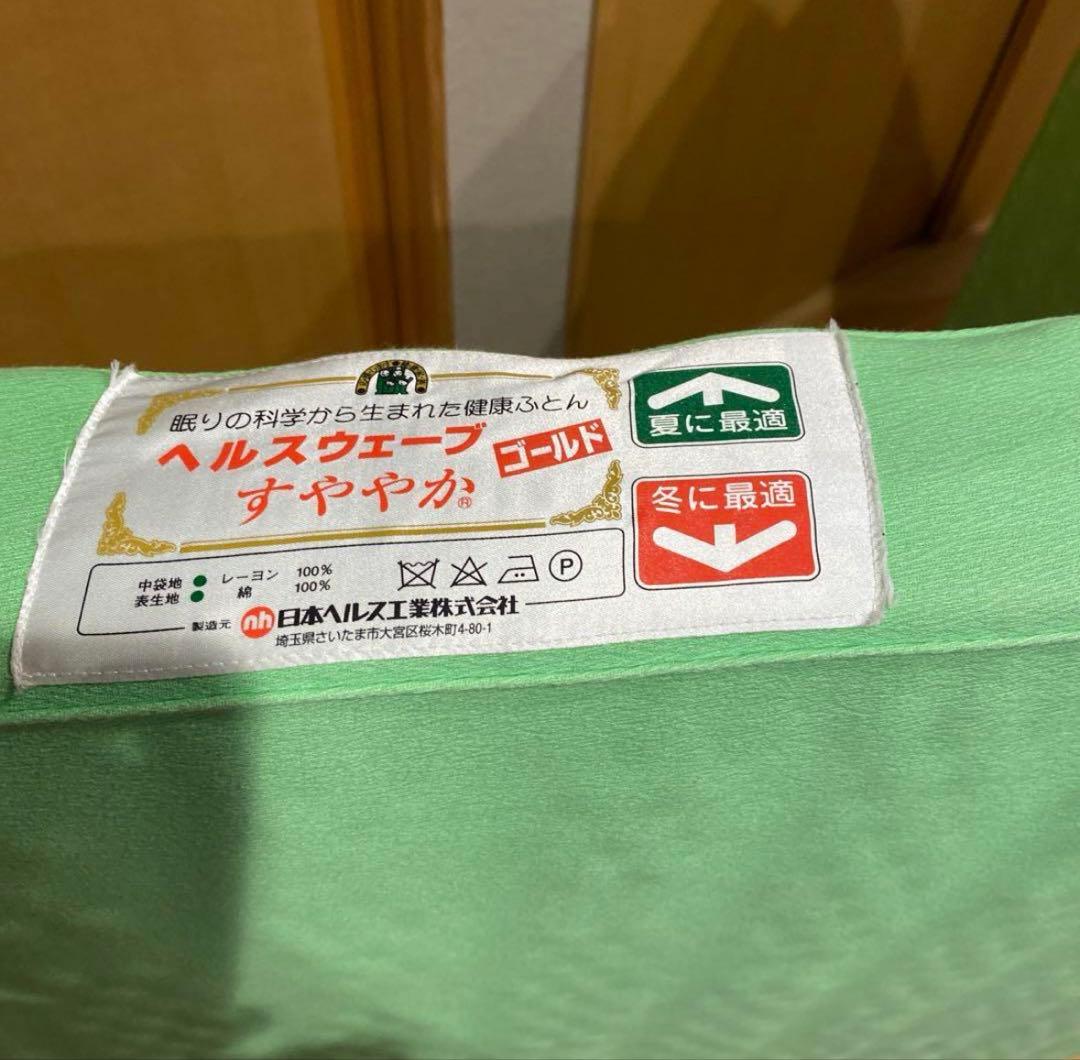 眠りの科学から生まれた健康ふとん
ヘルスウェーブ
ゴールド
すややか®
夏に最適
冬に最適
中袋地 ● レーヨン 100%
表生地 ● 綿 100%
P
製造元 nh 日本ヘルス工業株式会社
埼玉県さいたま市大宮区桜木町4-80-1